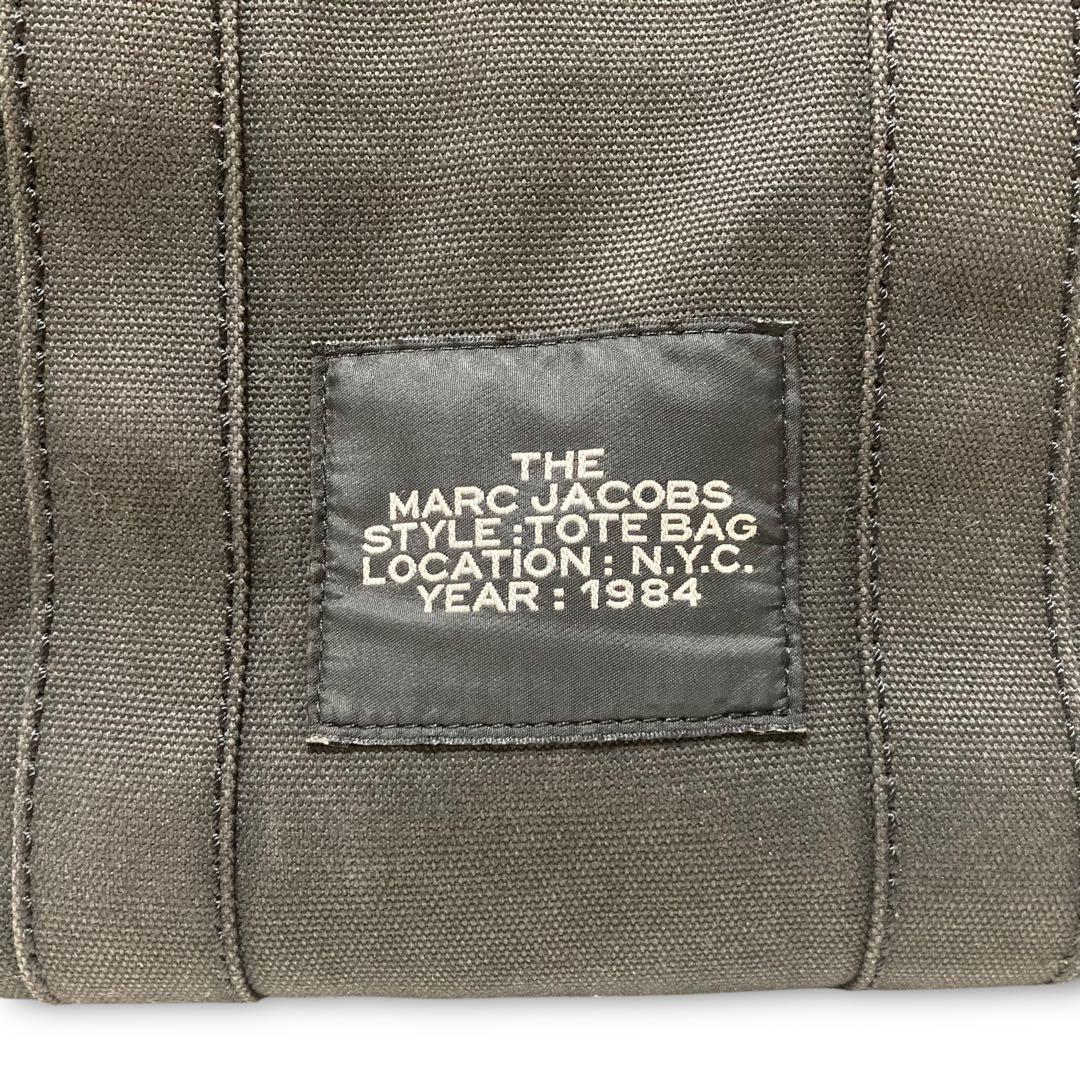 THE
MARC JACOBS
STYLE : TOTE BAG
LOCATION : N.Y.C.
YEAR : 1984